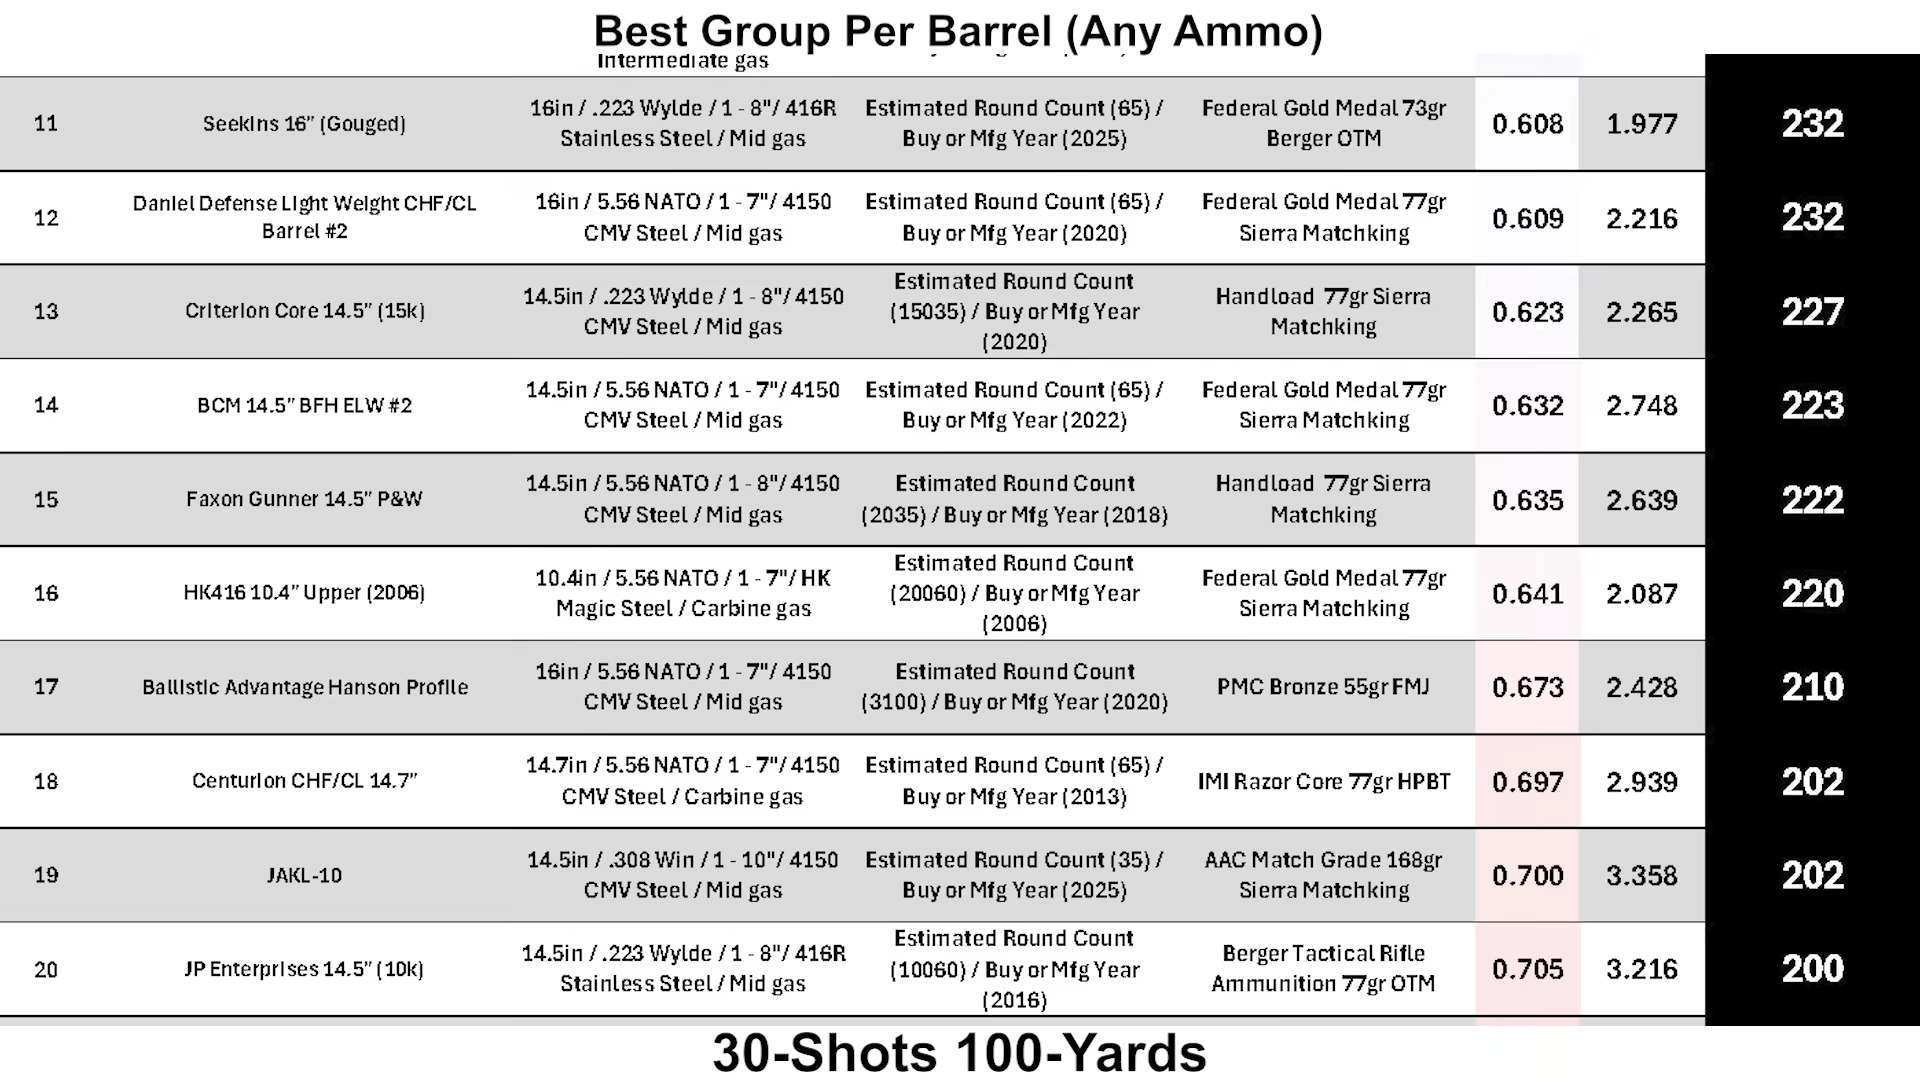 Best Group Per Barrel (Any Ammo)
Intermediate gas
11
Seekins 16” (Gouged)
16in / .223 Wylde / 1 - 8"/ 416R
Stainless Steel / Mid gas
Estimated Round Count (65) /
Buy or Mfg Year (2025)
Federal Gold Medal 73gr
Berger OTM
0.608
1.977
232
12
Daniel Defense Light Weight CHF/CL
Barrel #2
16in / 5.56 NATO / 1 - 7"/ 4150
CMV Steel / Mid gas
Estimated Round Count (65) /
Buy or Mfg Year (2020)
Federal Gold Medal 77gr
Sierra Matchking
0.609
2.216
232
13
Criterion Core 14.5” (15k)
14.5in / .223 Wylde / 1 - 8"/ 4150
CMV Steel / Mid gas
Estimated Round Count
(15035) / Buy or Mfg Year
(2020)
Handload 77gr Sierra
Matchking
0.623
2.265
227
14
BCM 14.5” BFH ELW #2
14.5in / 5.56 NATO / 1 - 7"/ 4150
CMV Steel / Mid gas
Estimated Round Count (65) /
Buy or Mfg Year (2022)
Federal Gold Medal 77gr
Sierra Matchking
0.632
2.748
223
15
Faxon Gunner 14.5” P&W
14.5in / 5.56 NATO / 1 - 8"/ 4150
CMV Steel / Mid gas
Estimated Round Count
(2035) / Buy or Mfg Year (2018)
Handload 77gr Sierra
Matchking
0.635
2.639
222
16
HK416 10.4” Upper (2006)
10.4in / 5.56 NATO / 1 - 7"/ HK
Magic Steel / Carbine gas
Estimated Round Count
(20060) / Buy or Mfg Year
(2006)
Federal Gold Medal 77gr
Sierra Matchking
0.641
2.087
220
17
Ballistic Advantage Hanson Profile
16in / 5.56 NATO / 1 - 7"/ 4150
CMV Steel / Mid gas
Estimated Round Count
(3100) / Buy or Mfg Year (2020)
PMC Bronze 55gr FMJ
0.673
2.428
210
18
Centurion CHF/CL 14.7”
14.7in / 5.56 NATO / 1 - 7"/ 4150
CMV Steel / Carbine gas
Estimated Round Count (65) /
Buy or Mfg Year (2013)
IMI Razor Core 77gr HPBT
0.697
2.939
202
19
JAKL-10
14.5in / .308 Win / 1 - 10"/ 4150
CMV Steel / Mid gas
Estimated Round Count (35) /
Buy or Mfg Year (2025)
AAC Match Grade 168gr
Sierra Matchking
0.700
3.358
202
20
JP Enterprises 14.5” (10k)
14.5in / .223 Wylde / 1 - 8"/ 416R
Stainless Steel / Mid gas
Estimated Round Count
(10060) / Buy or Mfg Year
(2016)
Berger Tactical Rifle
Ammunition 77gr OTM
0.705
3.216
200
30-Shots 100-Yards